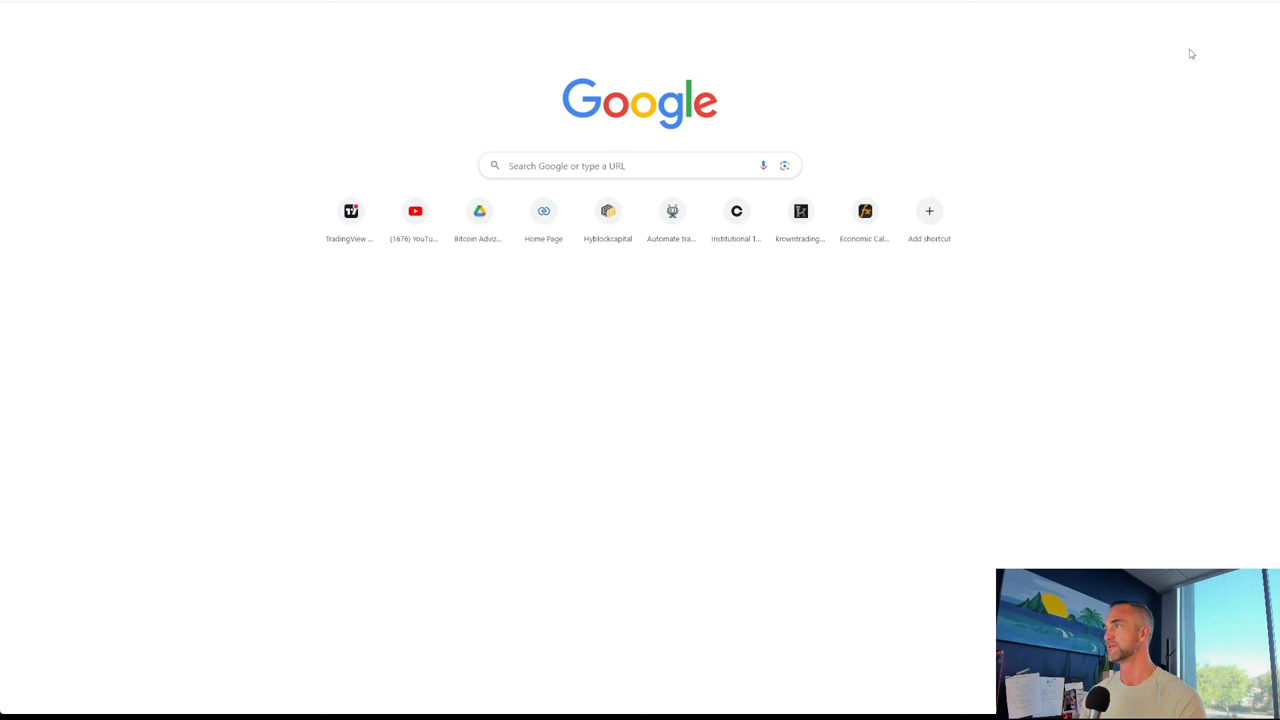 Google
Search Google or type a URL
TradingView ...
(1676) YouTu...
Bitcoin Adviz...
Home Page
Hyblockcapital
Automate tra...
Institutional T...
krowntrading...
Economic Cal...
Add shortcut